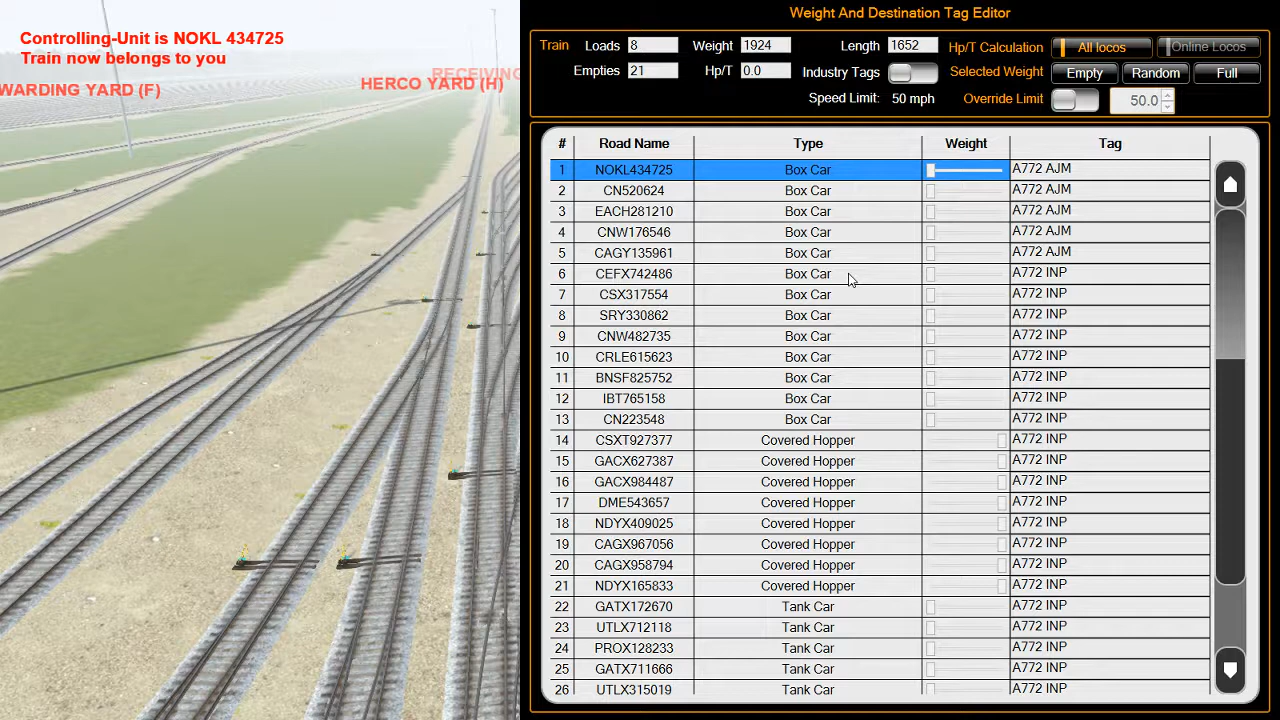 Controlling-Unit is NOKL 434725
Train now belongs to you
WARDING YARD (F)
HERCO YARD (H)
RECEIVING
Weight And Destination Tag Editor
Train Loads 8 Weight 1924 Length 1652 Hp/T Calculation All locos Online Locos
Empties 21 Hp/T 0.0 Industry Tags Selected Weight Empty Random Full
Speed Limit: 50 mph Override Limit 50.0
# Road Name Type Weight Tag
1 NOKL434725 Box Car A772 AJM
2 CN520624 Box Car A772 AJM
3 EACH281210 Box Car A772 AJM
4 CNW176546 Box Car A772 AJM
5 CAGY135961 Box Car A772 AJM
6 CEFX742486 Box Car A772 INP
7 CSX317554 Box Car A772 INP
8 SRY330862 Box Car A772 INP
9 CNW482735 Box Car A772 INP
10 CRLE615623 Box Car A772 INP
11 BNSF825752 Box Car A772 INP
12 IBT765158 Box Car A772 INP
13 CN223548 Box Car A772 INP
14 CSXT927377 Covered Hopper A772 INP
15 GACX627387 Covered Hopper A772 INP
16 GACX984487 Covered Hopper A772 INP
17 DME543657 Covered Hopper A772 INP
18 NDYX409025 Covered Hopper A772 INP
19 CAGX967056 Covered Hopper A772 INP
20 CAGX958794 Covered Hopper A772 INP
21 NDYX165833 Covered Hopper A772 INP
22 GATX172670 Tank Car A772 INP
23 UTLX712118 Tank Car A772 INP
24 PROX128233 Tank Car A772 INP
25 GATX711666 Tank Car A772 INP
26 UTLX315019 Tank Car A772 INP